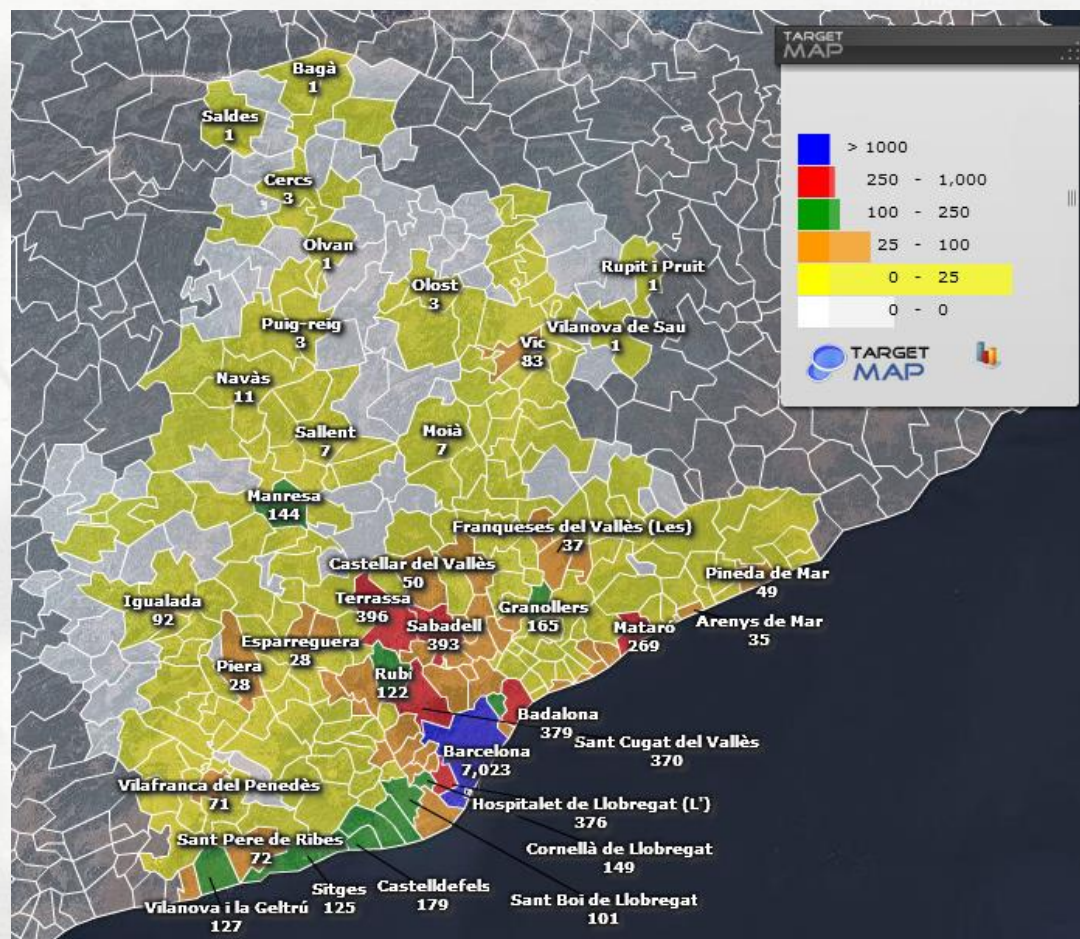 TARGET
MAP
> 1000
250 - 1,000
100 - 250
25 - 100
0 - 25
0 - 0
TARGET
MAP
Bagà
1
Saldes
1
Cercs
3
Olvan
1
Olost
3
Rupit i Pruit
1
Puig-reig
3
Vilanova de Sau
1
Vic
83
Navàs
11
Sallent
7
Moià
7
Manresa
144
Franqueses del Vallès (Les)
37
Castellar del Vallès
50
Terrassa
396
Pineda de Mar
49
Igualada
92
Granollers
165
Sabadell
393
Mataró
269
Arenys de Mar
35
Esparreguera
28
Piera
28
Rubí
122
Badalona
379
Sant Cugat del Vallès
370
Barcelona
7,023
Vilafranca del Penedès
71
Hospitalet de Llobregat (L')
376
Sant Pere de Ribes
72
Cornellà de Llobregat
149
Sitges
125
Castelldefels
179
Sant Boi de Llobregat
101
Vilanova i la Geltrú
127